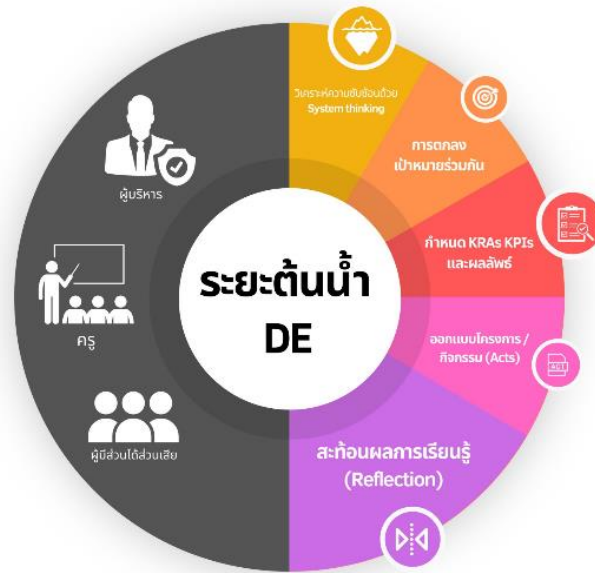 วิเคราะห์ความซับซ้อนด้วย
System thinking
การตกลง
เป้าหมายร่วมกัน
ผู้บริหาร
กำหนด KRAs KPIs
และผลลัพธ์
ระยะต้นน้ำ
DE
ครู
ออกแบบโครงการ /
กิจกรรม (Acts)
ผู้มีส่วนได้ส่วนเสีย
สะท้อนผลการเรียนรู้
(Reflection)